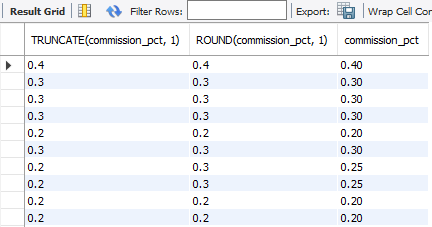 Result Grid Filter Rows: Export: Wrap Cell Con
TRUNCATE(commission_pct, 1) ROUND(commission_pct, 1) commission_pct
0.4 0.4 0.40
0.3 0.3 0.30
0.3 0.3 0.30
0.3 0.3 0.30
0.2 0.2 0.20
0.3 0.3 0.30
0.2 0.3 0.25
0.2 0.3 0.25
0.2 0.2 0.20
0.2 0.2 0.20